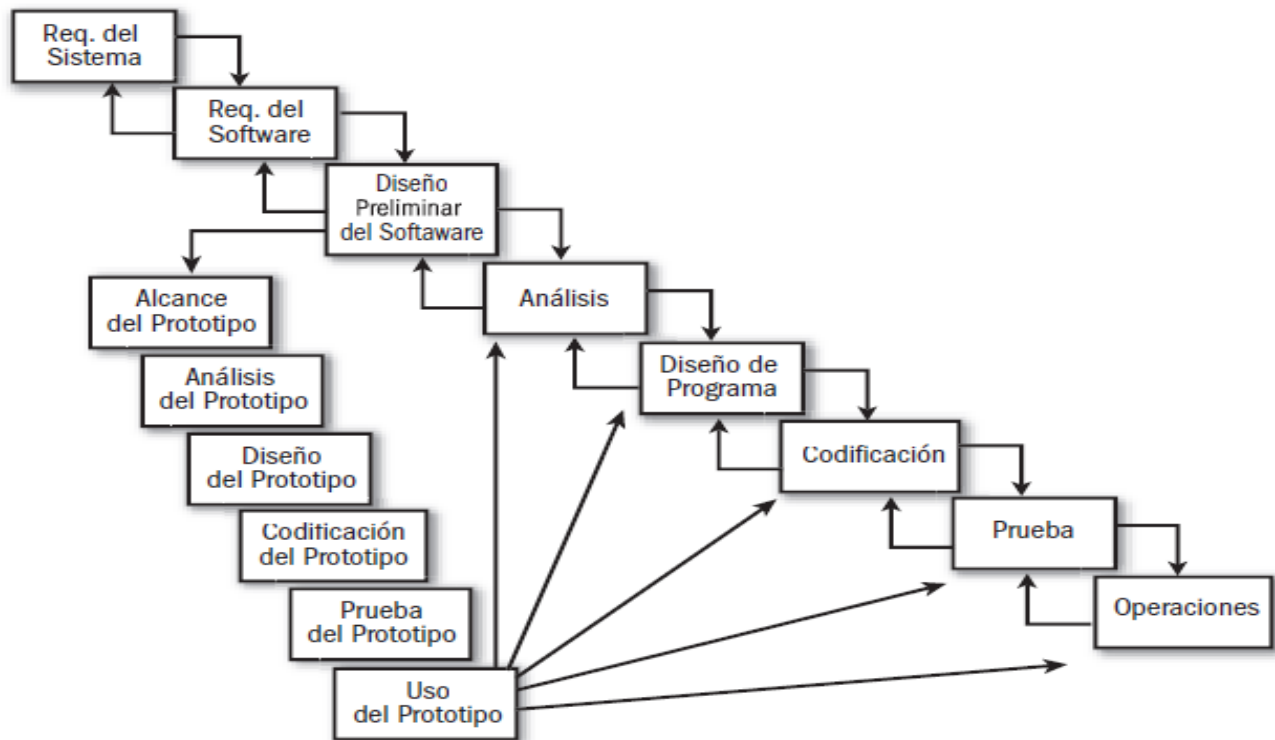 Req. del
Sistema
Req. del
Software
Diseño
Preliminar
del Softaware
Alcance
del Prototipo
Análisis
Análisis
del Prototipo
Diseño de
Programa
Diseño
del Prototipo
Codificación
Codificación
del Prototipo
Prueba
Prueba
del Prototipo
Operaciones
Uso
del Prototipo